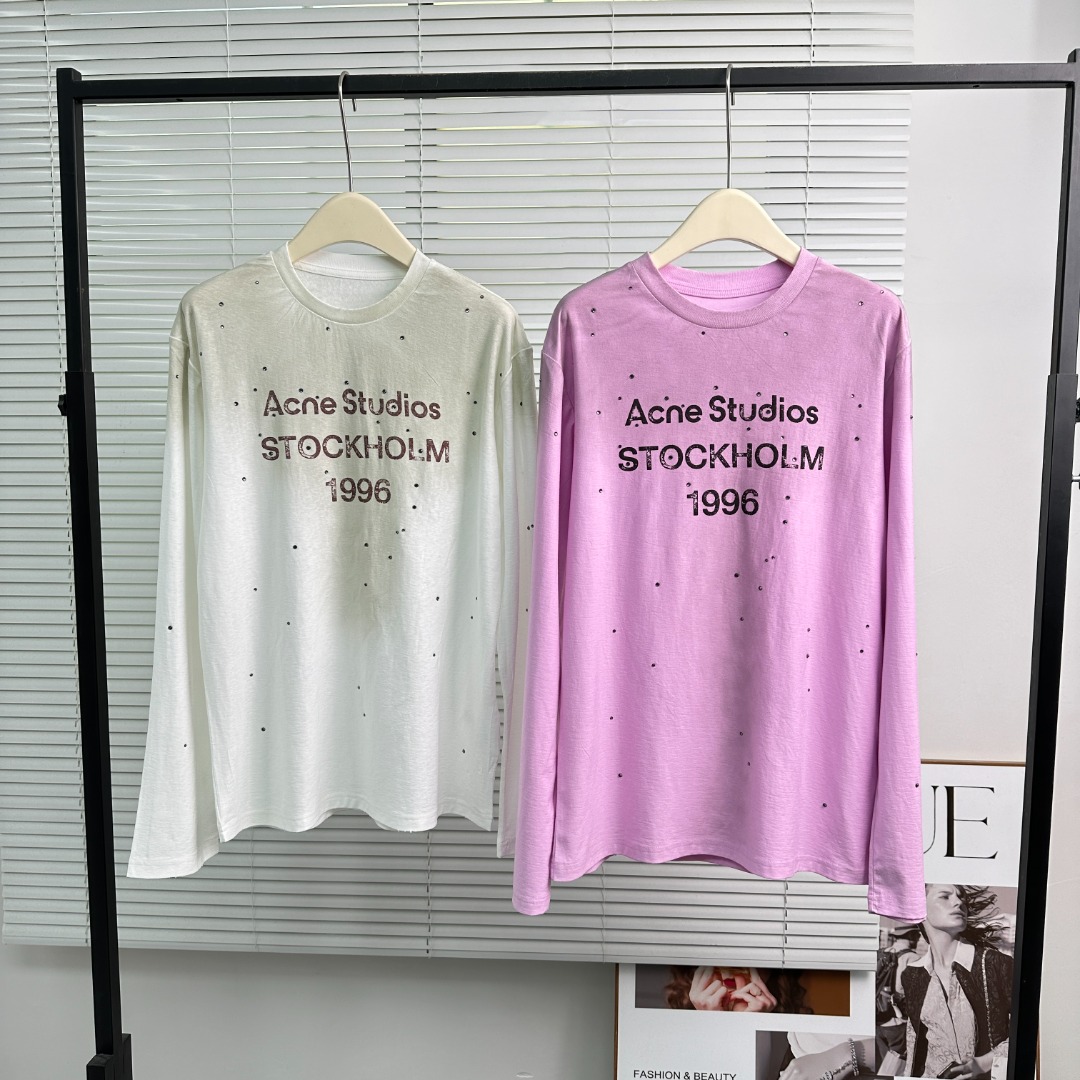 Acne Studios
STOCKHOLM
1996
Acne Studios
STOCKHOLM
1996
UE
FASHION & BEAUTY